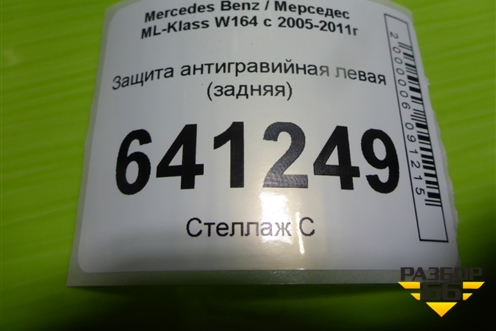 Mercedes Benz / Мерседес
ML-Klass W164 с 2005-2011г
Защита антигравийная левая
(задняя)
641249
Стеллаж С
2000006091215
РАЗБОР
66